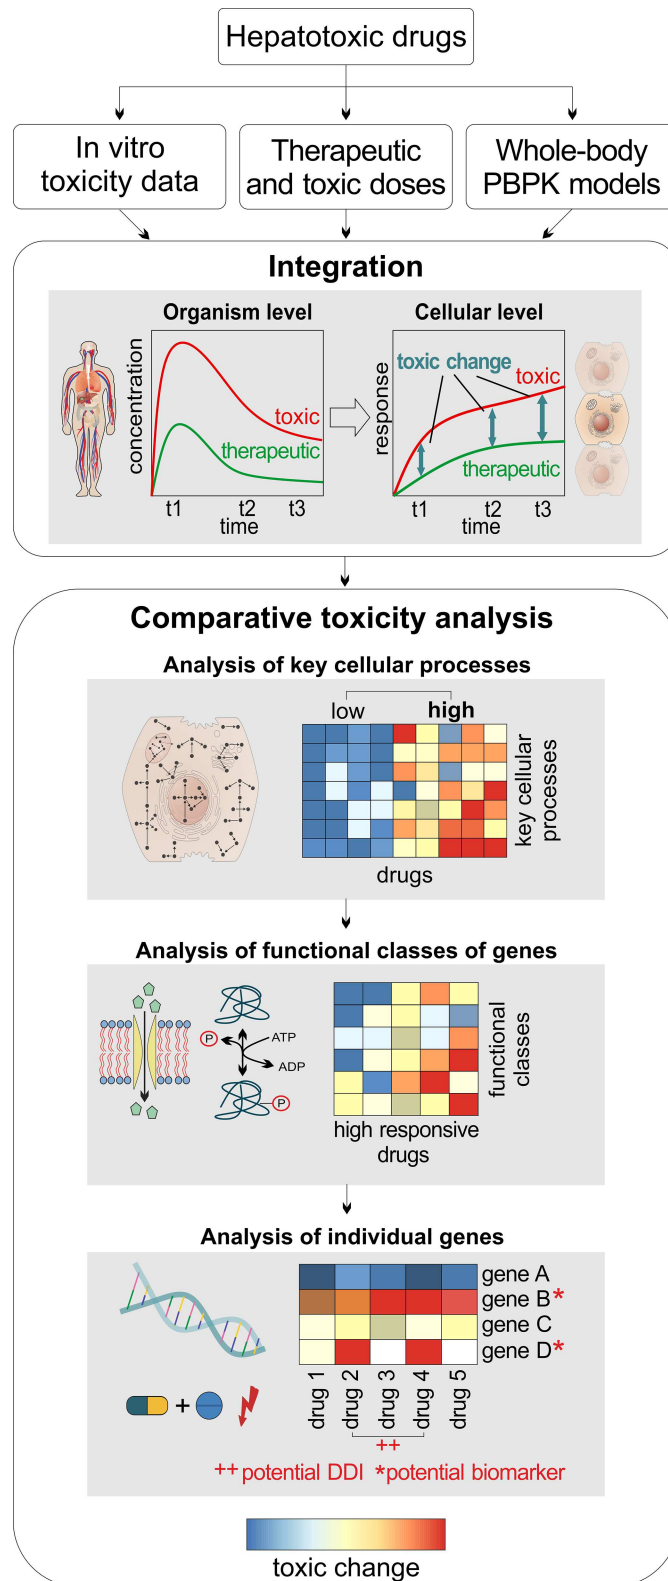 Hepatotoxic drugs
In vitro
toxicity data
Therapeutic
and toxic doses
Whole-body
PBPK models
Integration
Organism level
concentration
toxic
therapeutic
t1 t2 t3
time
Cellular level
response
toxic change
toxic
therapeutic
t1 t2 t3
time
Comparative toxicity analysis
Analysis of key cellular processes
low high
key cellular
processes
drugs
Analysis of functional classes of genes
P
ATP
ADP
P
functional
classes
high responsive
drugs
Analysis of individual genes
gene A
gene B*
gene C
gene D*
drug 1
drug 2
drug 3
drug 4
drug 5
+
++
++potential DDI *potential biomarker
toxic change